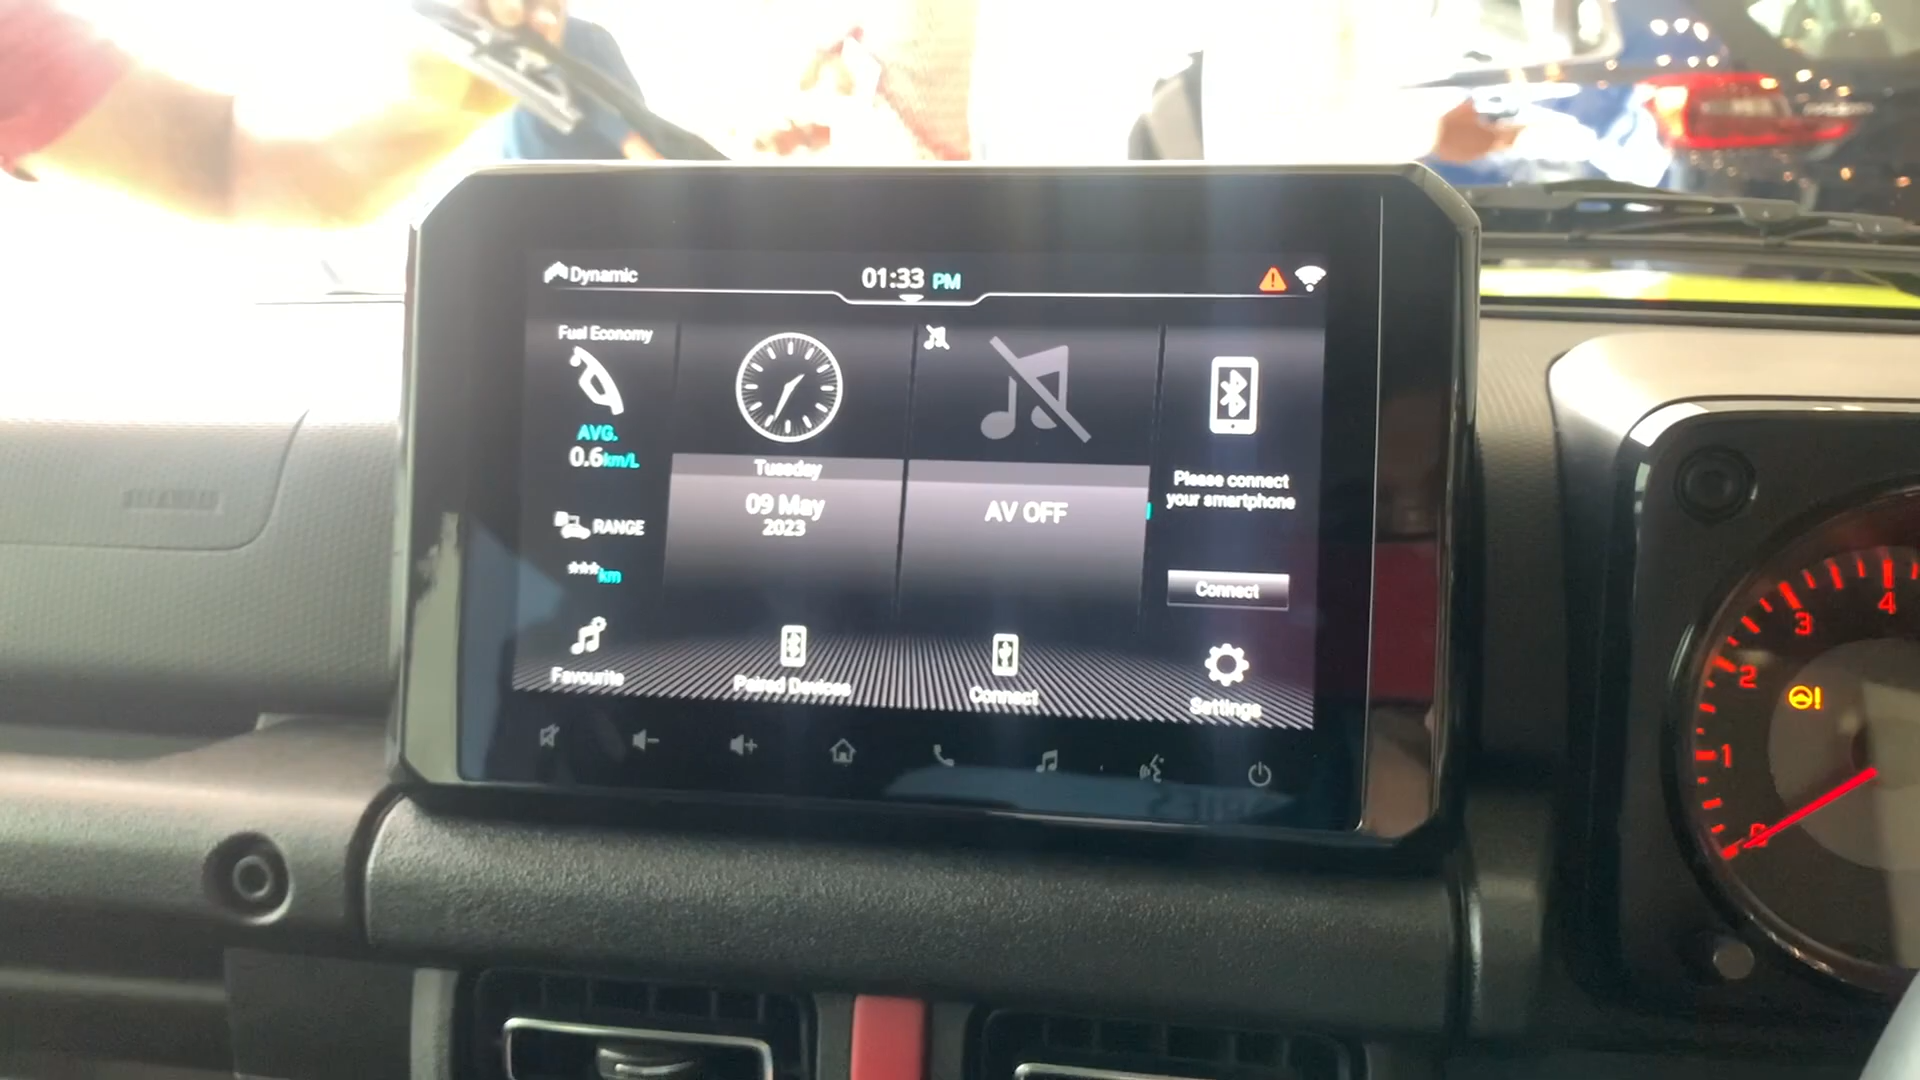 Dynamic
01:33 PM
Fuel Economy
AVG.
0.6km/L
RANGE
***km
Tuesday
09 May
2023
AV OFF
Please connect
your smartphone
Connect
Favourite
Paired Devices
Connect
Settings
4
3
2
1
0